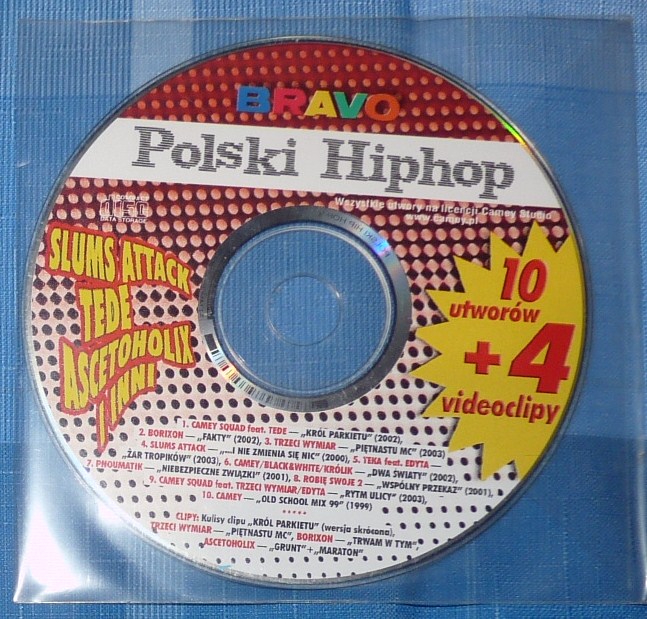 BRAVO
Polski Hiphop
Wszystkie utwory na licencji Camey Studio
www.camey.pl
COMPACT
disc
DATA STORAGE
SLUMS ATTACK
TEDE
ASCETOHOLIX
I INNI
10
utworów
+4
videoclipy
1. CAMEY SQUAD feat. TEDE — „KRÓL PARKIETU" (2002),
2. BORIXON — „FAKTY" (2002), 3. TRZECI WYMIAR — „PIĘTNASTU MC" (2003)
4. SLUMS ATTACK — „...I NIE ZMIENIA SIĘ NIC" (2000), 5. TEKA feat. EDYTA —
„ŻAR TROPIKÓW" (2003), 6. CAMEY/BLACK&WHITE/KRÓLIK — „DWA ŚWIATY" (2002),
7. PHOUMATIK — „NIEBEZPIECZNE ZWIĄZKI" (2001), 8. ROBIĘ SWOJE 2 — „WSPÓLNY PRZEKAZ" (2001),
9. CAMEY SQUAD feat. TRZECI WYMIAR/EDYTA — „RYTM ULICY" (2003),
10. CAMEY — „OLD SCHOOL MIX 99" (1999)
*****
CLIPY: Kulisy clipu „KRÓL PARKIETU" (wersja skrócona),
TRZECI WYMIAR — „PIĘTNASTU MC", BORIXON — „TRWAM W TYM",
ASCETOHOLIX — „GRUNT"+„MARATON"